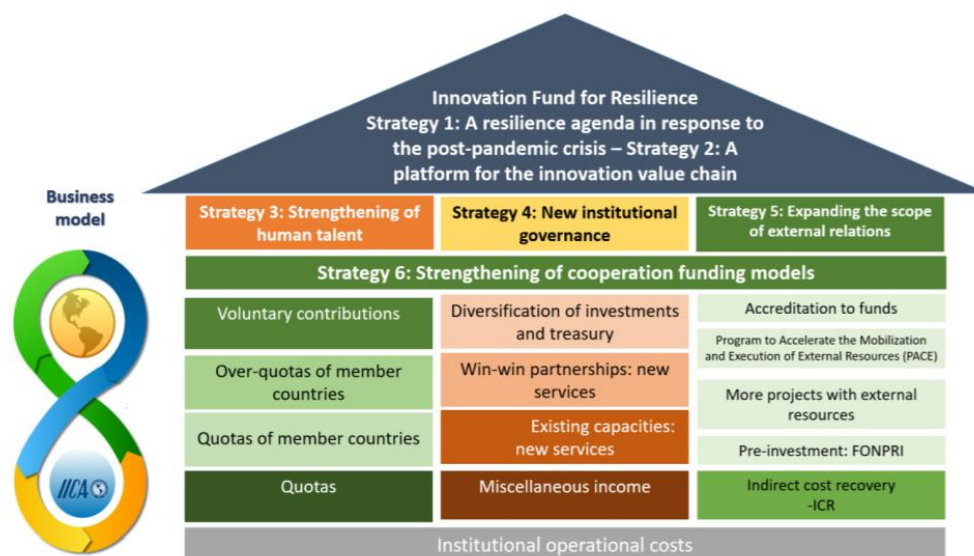 Innovation Fund for Resilience
Strategy 1: A resilience agenda in response to
the post-pandemic crisis – Strategy 2: A
platform for the innovation value chain
Business
model
Strategy 3: Strengthening of
human talent
Strategy 4: New institutional
governance
Strategy 5: Expanding the scope
of external relations
Strategy 6: Strengthening of cooperation funding models
Voluntary contributions
Over-quotas of member
countries
Quotas of member countries
Quotas
Diversification of investments
and treasury
Win-win partnerships: new
services
Existing capacities:
new services
Miscellaneous income
Accreditation to funds
Program to Accelerate the Mobilization
and Execution of External Resources (PACE)
More projects with external
resources
Pre-investment: FONPRI
Indirect cost recovery
-ICR
IICA
Institutional operational costs